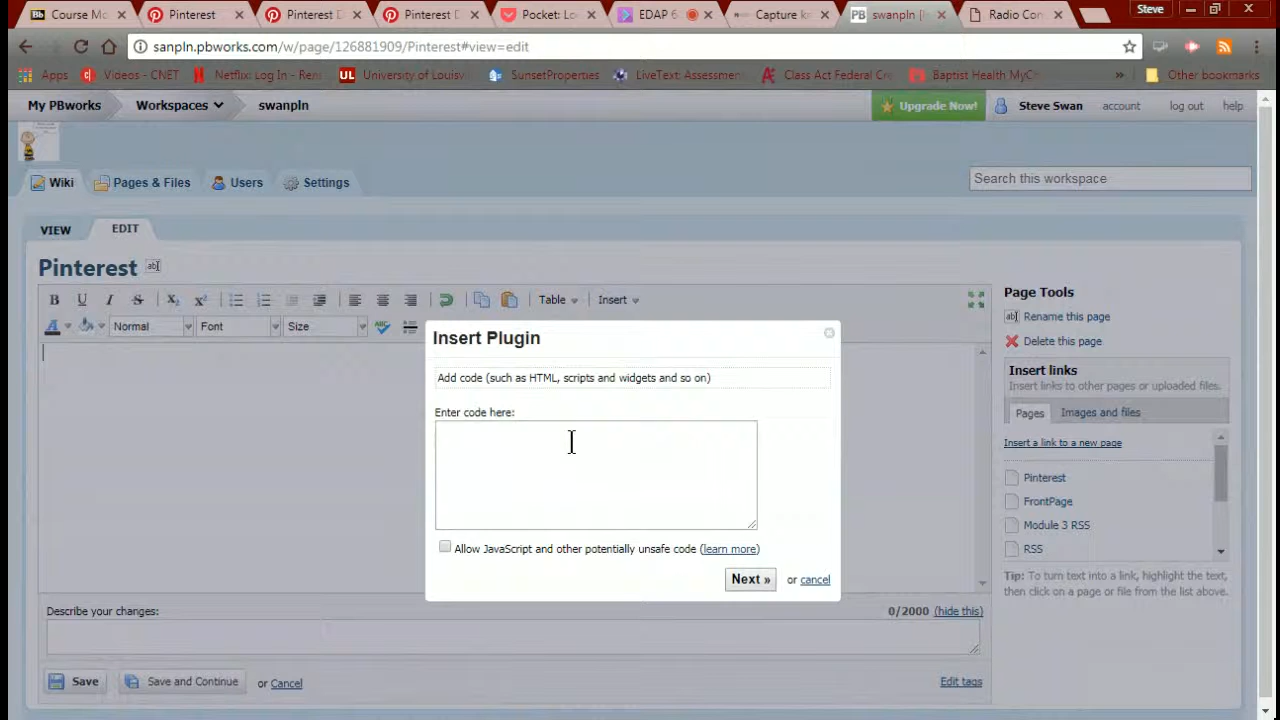 Course Mo
Pinterest
Pinterest D
Pinterest D
Pocket: Lo
EDAP 6
Capture k
swanpln [
Radio Con
Steve
sanpln.pbworks.com/w/page/126881909/Pinterest#view=edit
Apps
Videos - CNET
Netflix: Log In - Ren
UL University of Louisv
SunsetProperties
LiveText: Assessmen
Class Act Federal Cre
Baptist Health MyCh
»
Other bookmarks
My PBworks
Workspaces
swanpln
Upgrade Now!
Steve Swan
account
log out
help
Wiki
Pages & Files
Users
Settings
Search this workspace
VIEW
EDIT
Pinterest
Table
Insert
Normal
Font
Size
Page Tools
Rename this page
Delete this page
Insert links
Insert links to other pages or uploaded files.
Pages
Images and files
Insert a link to a new page
Pinterest
FrontPage
Module 3 RSS
RSS
Tip: To turn text into a link, highlight the text,
then click on a page or file from the list above.
Insert Plugin
Add code (such as HTML, scripts and widgets and so on)
Enter code here:
Allow JavaScript and other potentially unsafe code (learn more)
Next » or cancel
Describe your changes:
0/2000 (hide this)
Save
Save and Continue
or Cancel
Edit tags